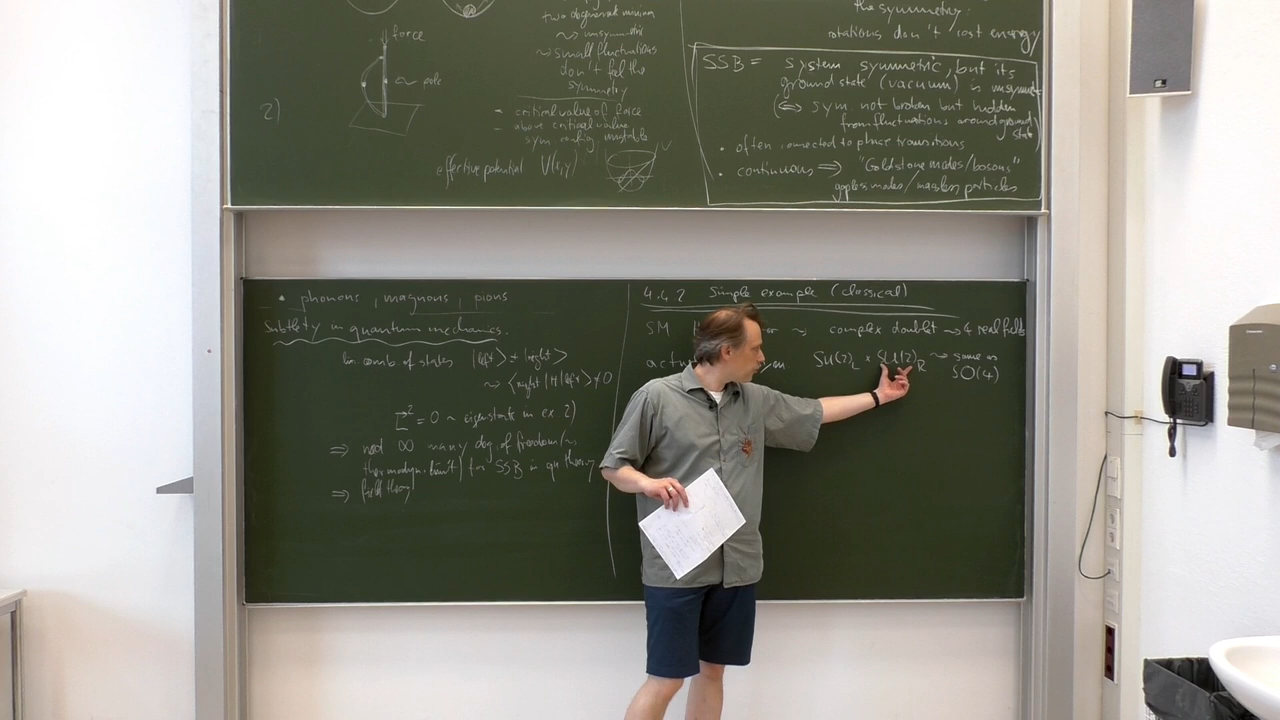 force
pole
2)
two degenerate minima
⇝ unsymmetric
⇝ small fluctuations
don't feel the
symmetry
- critical value of force
- above critical value
sym config unstable
effective potential V(x,y)
V
the symmetry.
rotations don't cost energy
SSB = system symmetric, but its
ground state (vacuum) is unsymm
(⇔ sym not broken but hidden
from fluctuations around ground
state)
• often connected to phase transitions
• continuous ⇒ "Goldstone modes/bosons"
gapless modes/massless particles
• phonons, magnons, pions
Subtlety in quantum mechanics.
lin. comb. of states |left> + |right>
⇝ <right|H|left> ≠ 0
L² = 0 ~ eigenstate in ex. 2)
⇒ need ∞ many deg. of freedom/
thermodyn. limit/ for SSB in qu. theory
⇒ field theory
4.4.2 Simple example (classical)
SM ⇝ complex doublet → 4 real fields
SU(2)L × SU(2)R ⇝ same as
SO(4)